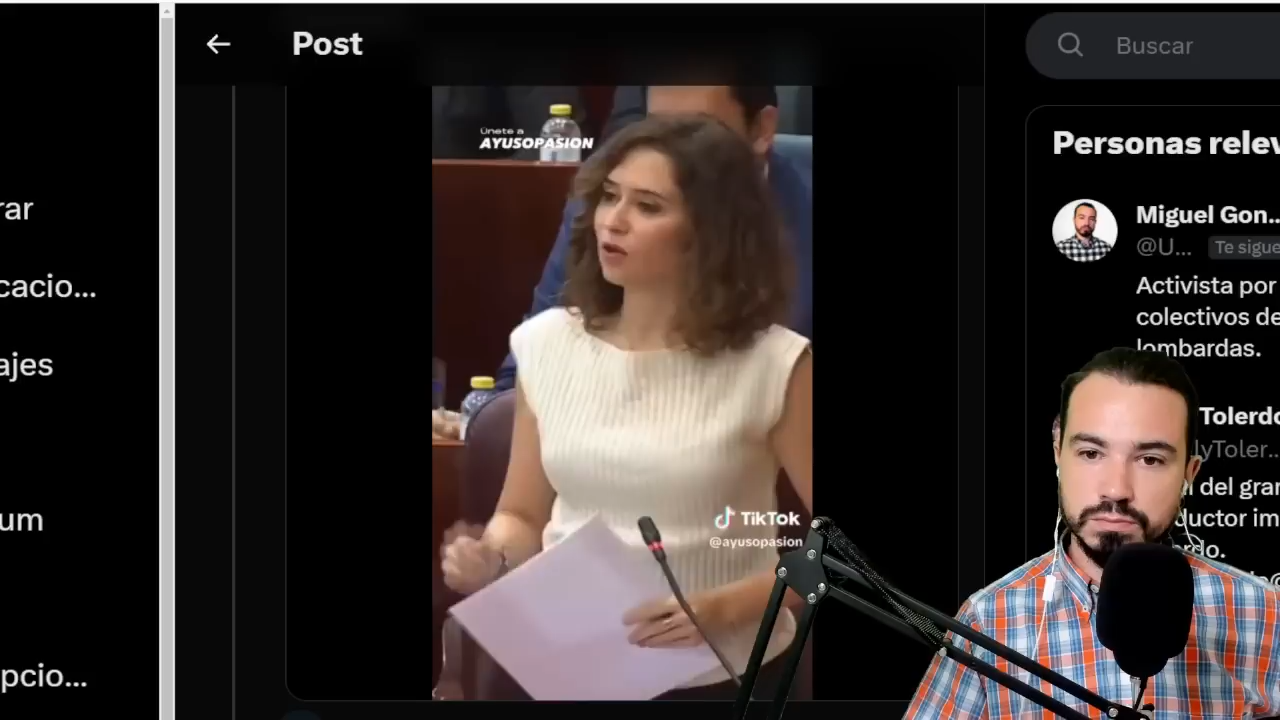 Post
Buscar
rar
cacio...
ajes
um
pcio...
Únete a
AYUSOPASION
TikTok
@ayusopasion
Personas relev
Miguel Gon...
@U... Te sigue
Activista por
colectivos de
lombardas.
Tolerdo
lyToler...
l del gran
ductor im
erdo.